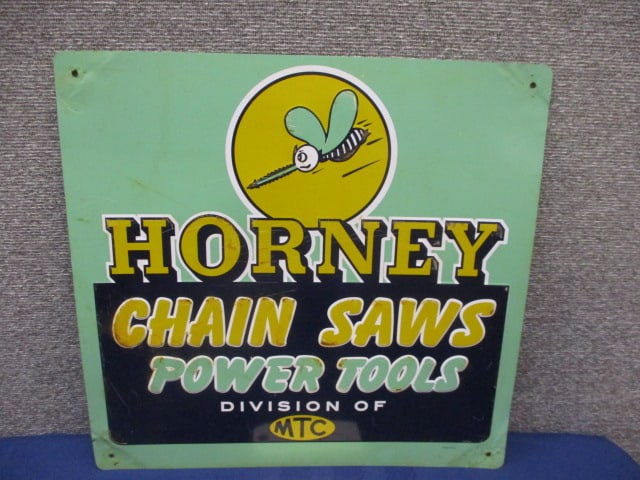 HORNEY
CHAIN SAWS
POWER TOOLS
DIVISION OF
MTC